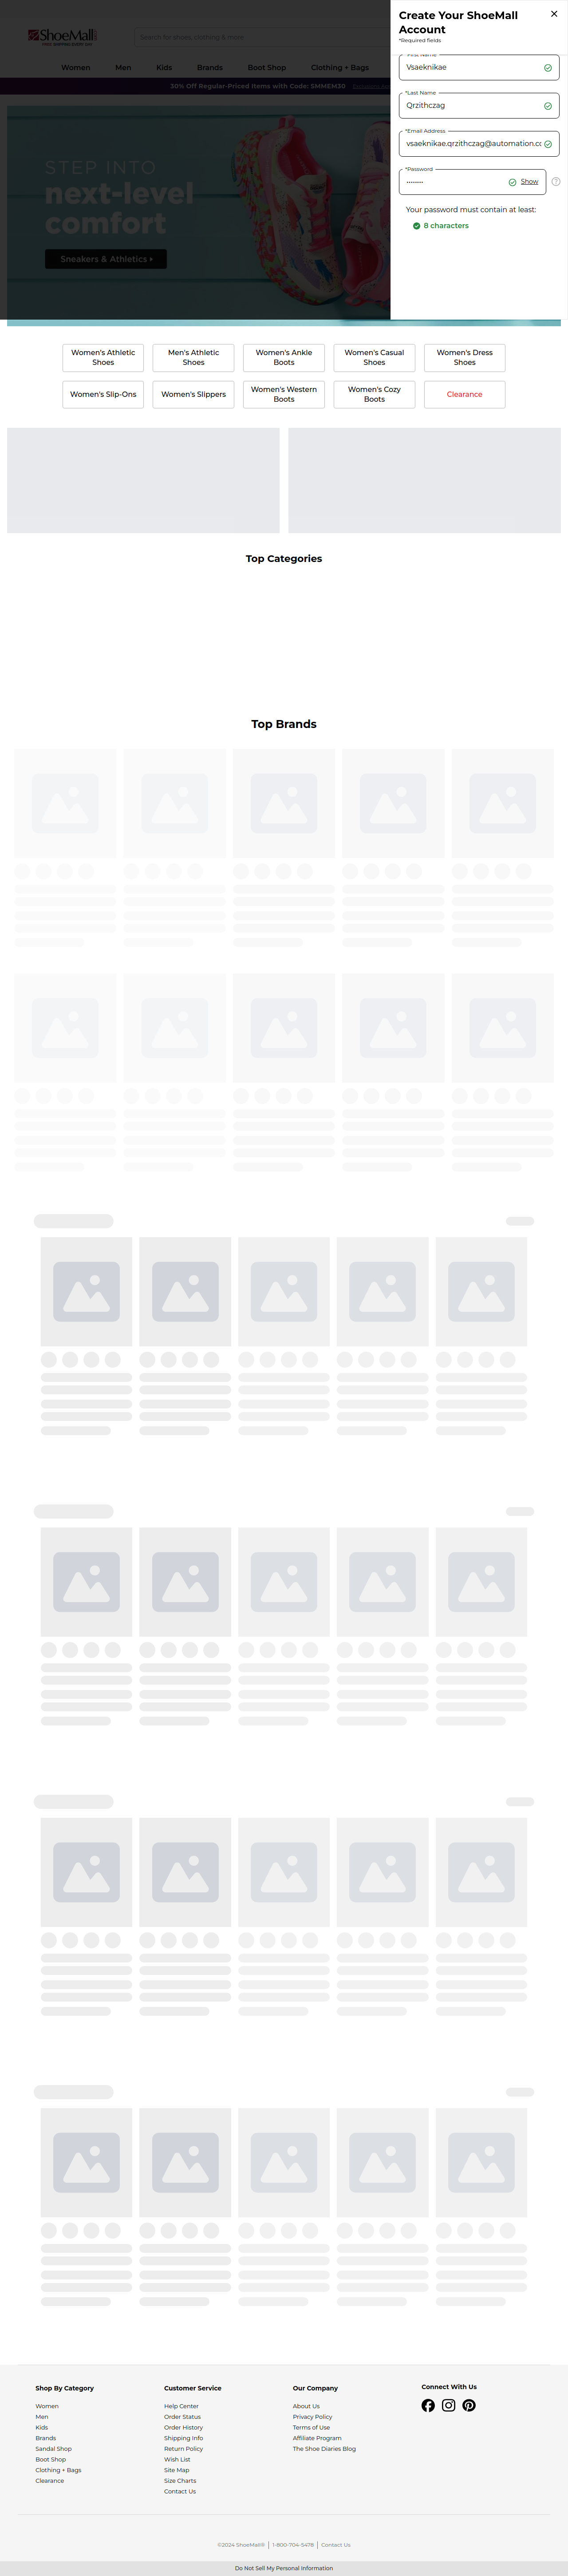 Create Your ShoeMall
Account
*Required fields
*First Name
Vsaeknikae
*Last Name
Qrzithczag
*Email Address
vsaeknikae.qrzithczag@automation.cc
*Password
••••••••
Show
Your password must contain at least:
8 characters
ShoeMall
Search for shoes, clothing & more
Women
Men
Kids
Brands
Boot Shop
Clothing + Bags
30% Off Regular-Priced Items with Code: SMMEM30
STEP INTO
next-level
comfort
Sneakers & Athletics
Women's Athletic
Shoes
Men's Athletic
Shoes
Women's Ankle
Boots
Women's Casual
Shoes
Women's Dress
Shoes
Women's Slip-Ons
Women's Slippers
Women's Western
Boots
Women's Cozy
Boots
Clearance
Top Categories
Top Brands
Shop By Category
Women
Men
Kids
Brands
Sandal Shop
Boot Shop
Clothing + Bags
Clearance
Customer Service
Help Center
Order Status
Order History
Shipping Info
Return Policy
Wish List
Site Map
Size Charts
Contact Us
Our Company
About Us
Privacy Policy
Terms of Use
Affiliate Program
The Shoe Diaries Blog
Connect With Us
©2024 ShoeMall®
1-800-704-5478
Contact Us
Do Not Sell My Personal Information